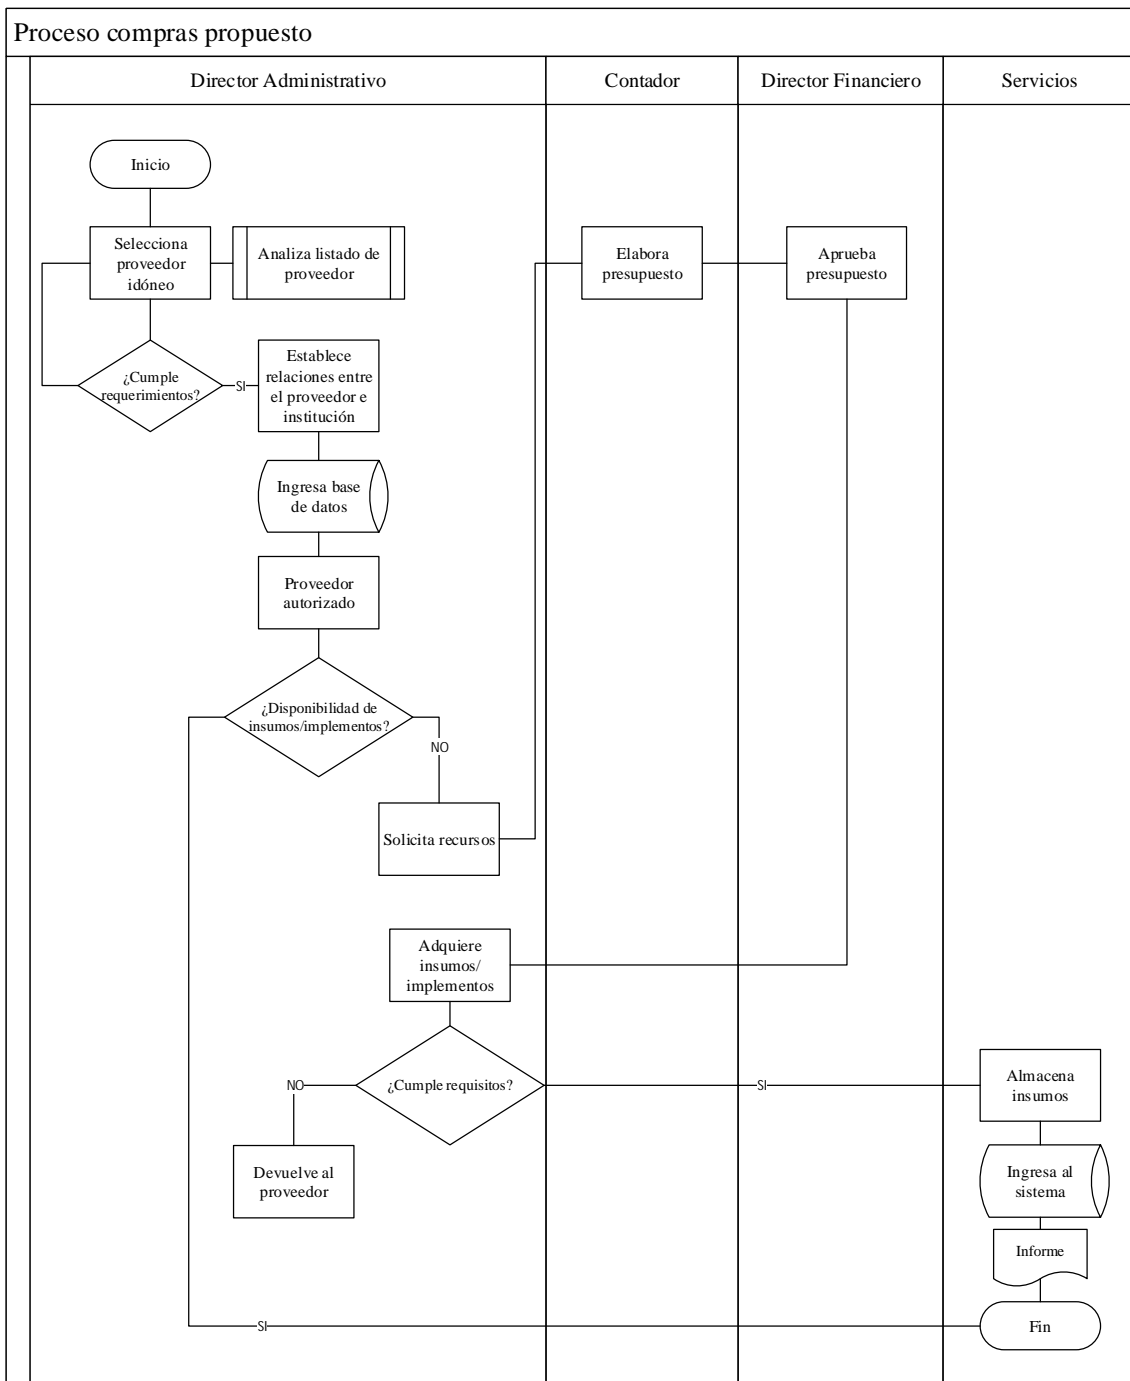 Proceso compras propuesto
Director Administrativo
Contador
Director Financiero
Servicios
Inicio
Selecciona
proveedor
idóneo
Analiza listado de
proveedor
Elabora
presupuesto
Aprueba
presupuesto
¿Cumple
requerimientos?
SI
Establece
relaciones entre
el proveedor e
institución
Ingresa base
de datos
Proveedor
autorizado
¿Disponibilidad de
insumos/implementos?
NO
Solicita recursos
Adquiere
insumos/
implementos
¿Cumple requisitos?
NO
SI
Devuelve al
proveedor
Almacena
insumos
Ingresa al
sistema
Informe
SI
Fin